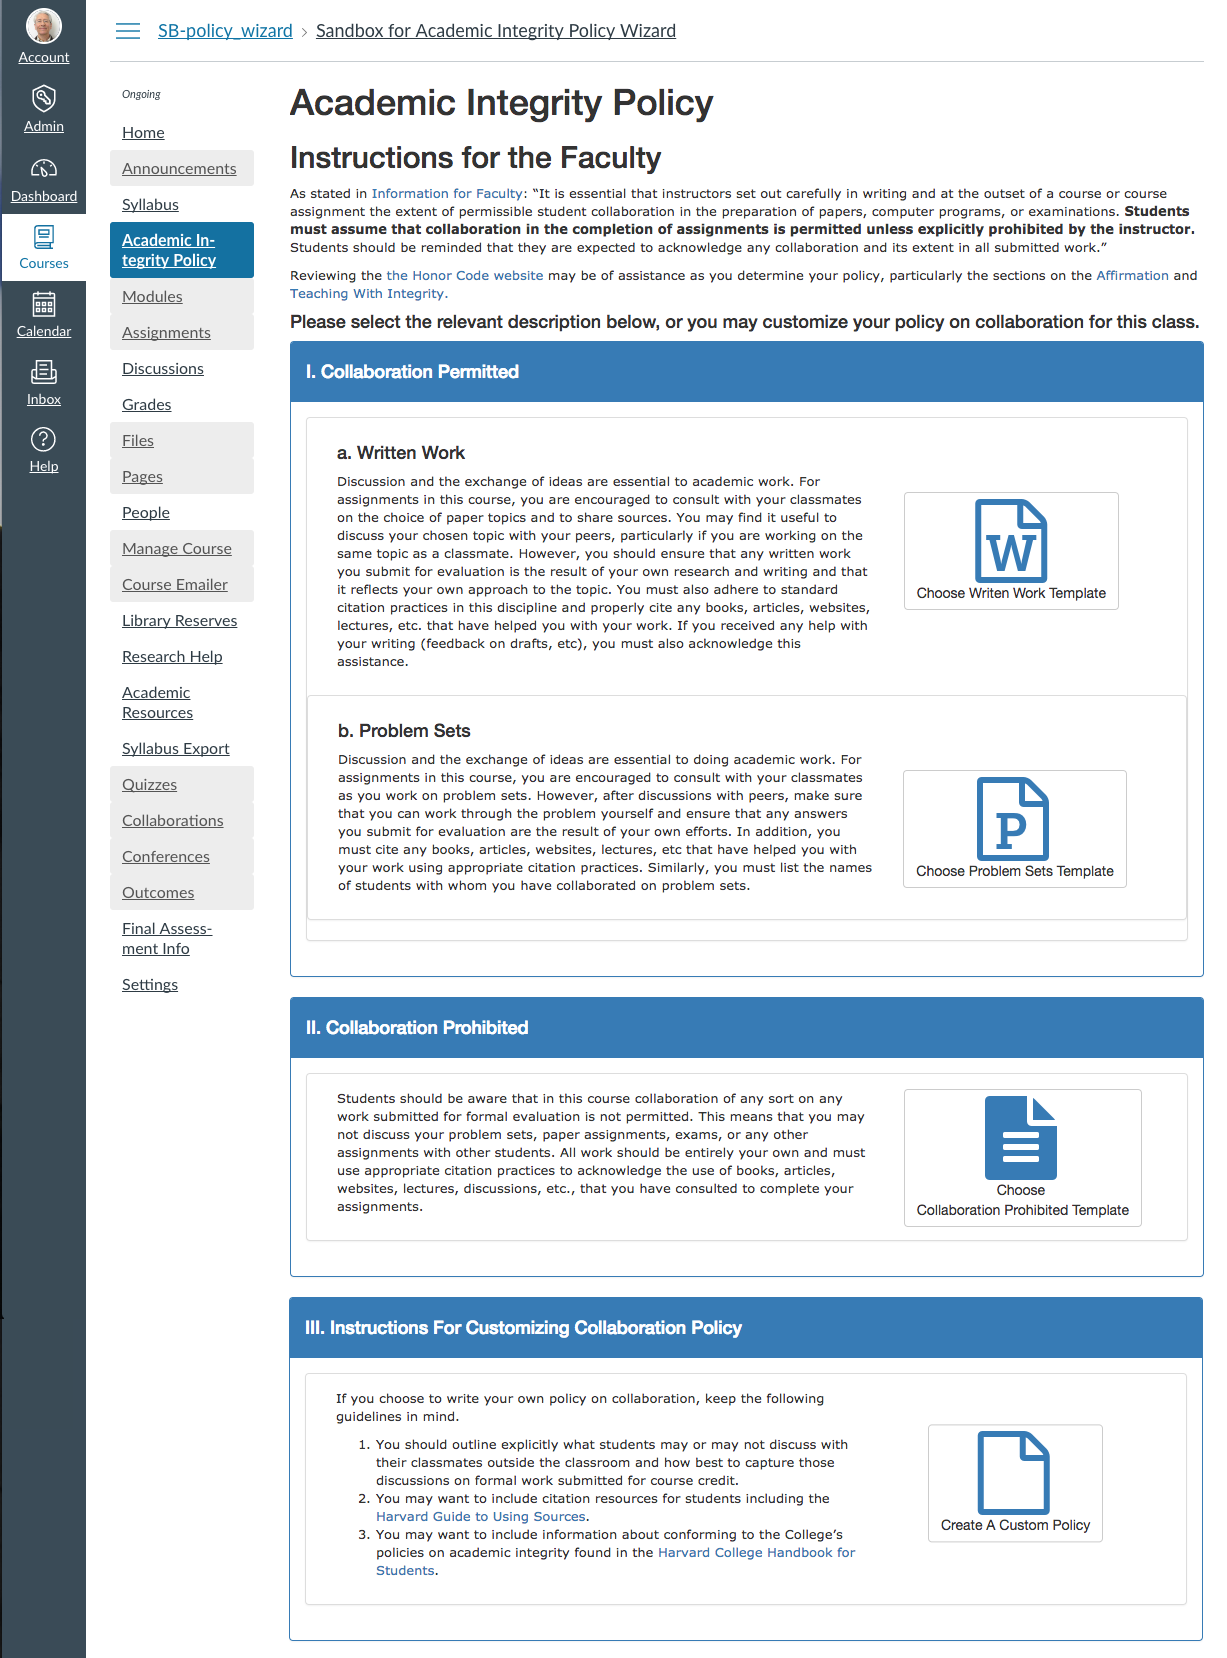 SB-policy_wizard › Sandbox for Academic Integrity Policy Wizard
Account
Admin
Dashboard
Courses
Calendar
Inbox
Help
Ongoing
Home
Announcements
Syllabus
Academic In-
tegrity Policy
Modules
Assignments
Discussions
Grades
Files
Pages
People
Manage Course
Course Emailer
Library Reserves
Research Help
Academic
Resources
Syllabus Export
Quizzes
Collaborations
Conferences
Outcomes
Final Assess-
ment Info
Settings
Academic Integrity Policy
Instructions for the Faculty
As stated in Information for Faculty: “It is essential that instructors set out carefully in writing and at the outset of a course or course
assignment the extent of permissible student collaboration in the preparation of papers, computer programs, or examinations. Students
must assume that collaboration in the completion of assignments is permitted unless explicitly prohibited by the instructor.
Students should be reminded that they are expected to acknowledge any collaboration and its extent in all submitted work.”
Reviewing the the Honor Code website may be of assistance as you determine your policy, particularly the sections on the Affirmation and
Teaching With Integrity.
Please select the relevant description below, or you may customize your policy on collaboration for this class.
I. Collaboration Permitted
a. Written Work
Discussion and the exchange of ideas are essential to academic work. For
assignments in this course, you are encouraged to consult with your classmates
on the choice of paper topics and to share sources. You may find it useful to
discuss your chosen topic with your peers, particularly if you are working on the
same topic as a classmate. However, you should ensure that any written work
you submit for evaluation is the result of your own research and writing and that
it reflects your own approach to the topic. You must also adhere to standard
citation practices in this discipline and properly cite any books, articles, websites,
lectures, etc. that have helped you with your work. If you received any help with
your writing (feedback on drafts, etc), you must also acknowledge this
assistance.
W
Choose Writen Work Template
b. Problem Sets
Discussion and the exchange of ideas are essential to doing academic work. For
assignments in this course, you are encouraged to consult with your classmates
as you work on problem sets. However, after discussions with peers, make sure
that you can work through the problem yourself and ensure that any answers
you submit for evaluation are the result of your own efforts. In addition, you
must cite any books, articles, websites, lectures, etc that have helped you with
your work using appropriate citation practices. Similarly, you must list the names
of students with whom you have collaborated on problem sets.
P
Choose Problem Sets Template
II. Collaboration Prohibited
Students should be aware that in this course collaboration of any sort on any
work submitted for formal evaluation is not permitted. This means that you may
not discuss your problem sets, paper assignments, exams, or any other
assignments with other students. All work should be entirely your own and must
use appropriate citation practices to acknowledge the use of books, articles,
websites, lectures, discussions, etc., that you have consulted to complete your
assignments.
Choose
Collaboration Prohibited Template
III. Instructions For Customizing Collaboration Policy
If you choose to write your own policy on collaboration, keep the following
guidelines in mind.
1. You should outline explicitly what students may or may not discuss with
their classmates outside the classroom and how best to capture those
discussions on formal work submitted for course credit.
2. You may want to include citation resources for students including the
Harvard Guide to Using Sources.
3. You may want to include information about conforming to the College’s
policies on academic integrity found in the Harvard College Handbook for
Students.
Create A Custom Policy